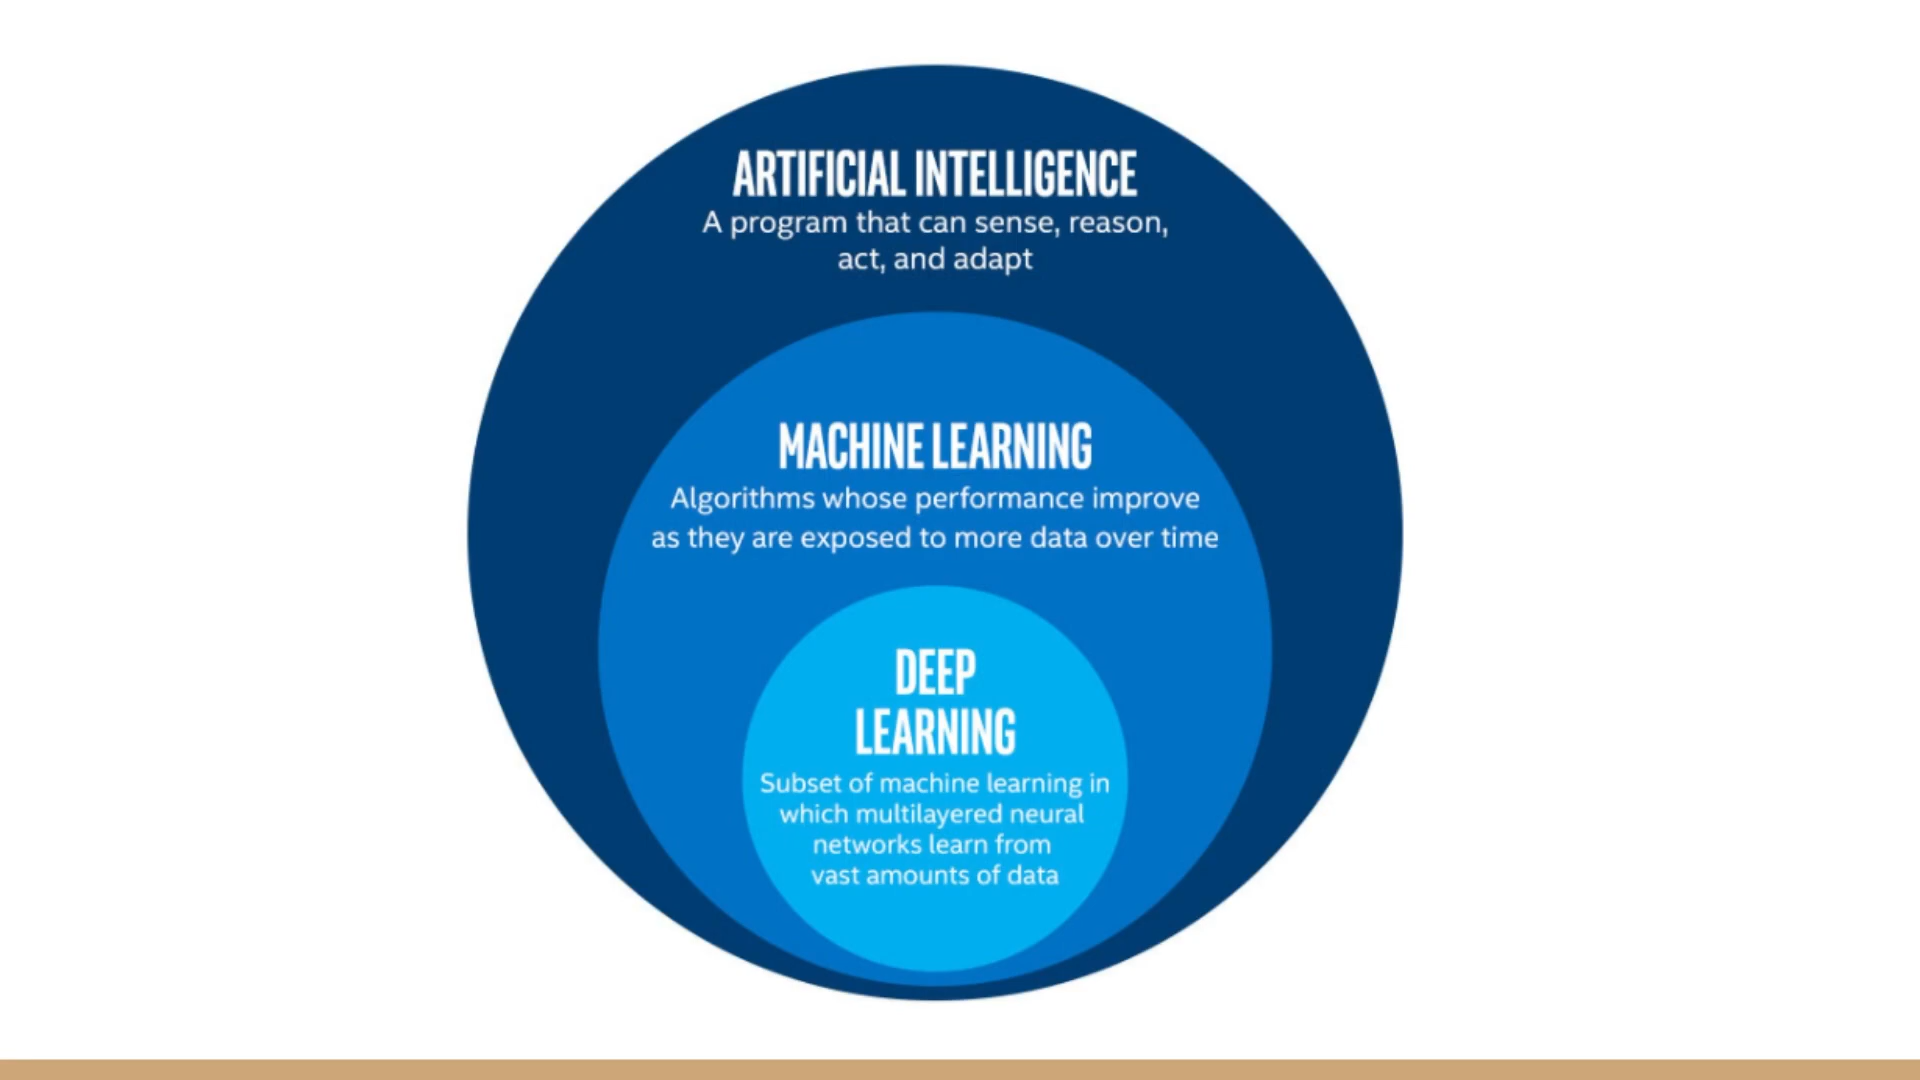 ARTIFICIAL INTELLIGENCE
A program that can sense, reason,
act, and adapt
MACHINE LEARNING
Algorithms whose performance improve
as they are exposed to more data over time
DEEP
LEARNING
Subset of machine learning in
which multilayered neural
networks learn from
vast amounts of data